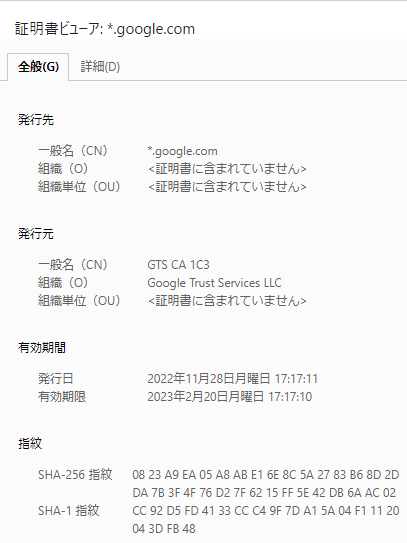 証明書ビューア: *.google.com
全般(G) 詳細(D)
発行先
一般名（CN） *.google.com
組織（O） <証明書に含まれていません>
組織単位（OU） <証明書に含まれていません>
発行元
一般名（CN） GTS CA 1C3
組織（O） Google Trust Services LLC
組織単位（OU） <証明書に含まれていません>
有効期間
発行日 2022年11月28日月曜日 17:17:11
有効期限 2023年2月20日月曜日 17:17:10
指紋
SHA-256 指紋 08 23 A9 EA 05 A8 AB E1 6E 8C 5A 27 83 B6 8D 2D
DA 7B 3F 4F 76 D2 7F 62 15 FF 5E 42 DB 6A AC 02
SHA-1 指紋 CC 92 D5 FD 41 33 CC C4 9F 7D A1 5A 04 F1 11 20
04 3D FB 48